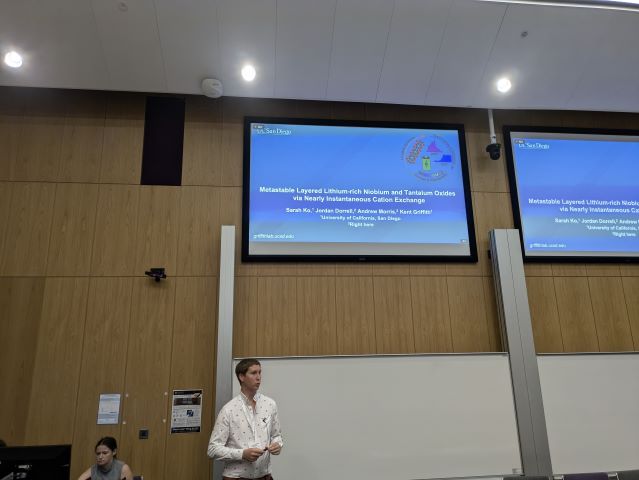 UC San Diego
Metastable Layered Lithium-rich Niobium and Tantalum Oxides
via Nearly Instantaneous Cation Exchange
Sarah Ko,¹ Jordan Dorrell,² Andrew Morris,² Kent Griffith¹
¹University of California, San Diego
²Right here
griffithlab.ucsd.edu
UC San Diego
Metastable Layered Lithium-rich Niobiu
via Nearly Instantaneous Ca
Sarah Ko,¹ Jordan Dorrell,² Andrew M
¹University of California, S
²Right here
griffithlab.ucsd.edu